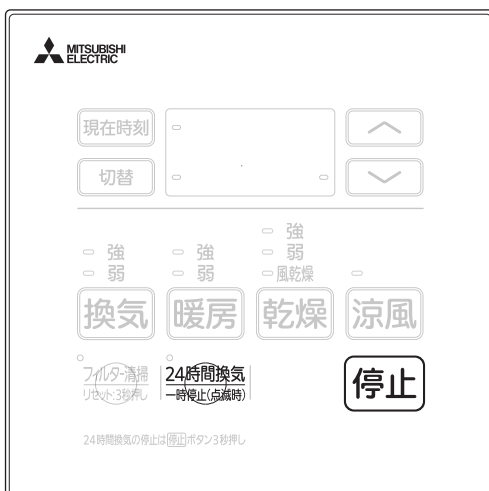 MITSUBISHI
ELECTRIC
現在時刻
切替
強
弱
強
弱
強
弱
風乾燥
換気
暖房
乾燥
涼風
フィルター清掃
リセット:3秒押し
24時間換気
一時停止(点滅時)
停止
24時間換気の停止は停止ボタン3秒押し